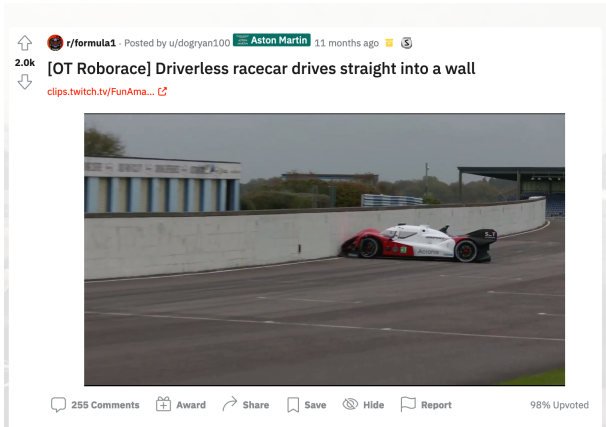 r/formula1 · Posted by u/dogryan100 Aston Martin 11 months ago
2.0k
[OT Roborace] Driverless racecar drives straight into a wall
clips.twitch.tv/FunAma...
ACRONIS
255 Comments Award Share Save Hide Report 98% Upvoted